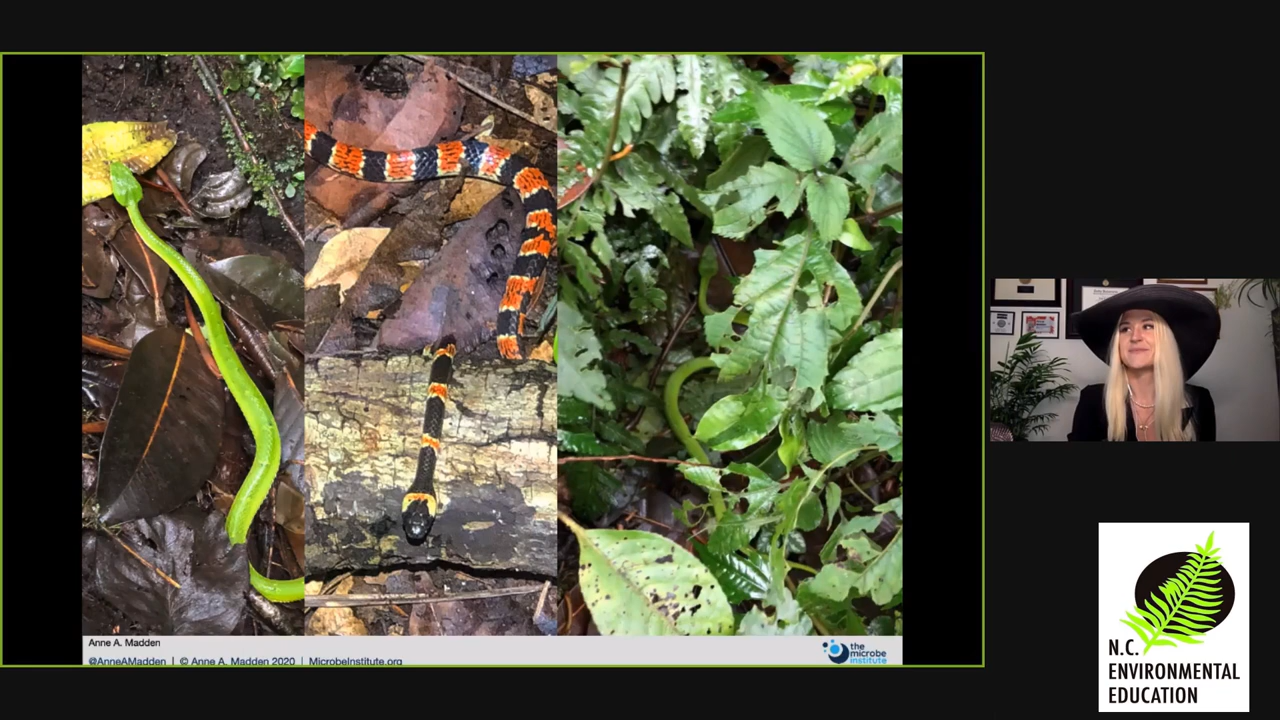 Anne A. Madden
@AnneAMadden | © Anne A. Madden 2020 | MicrobeInstitute.org
the
microbe
institute
N.C.
ENVIRONMENTAL
EDUCATION